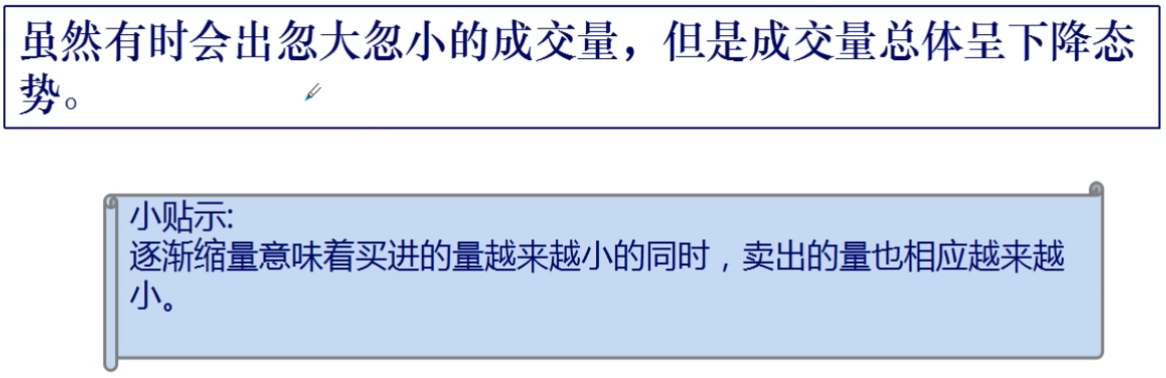 虽然有时会出忽大忽小的成交量，但是成交量总体呈下降态
势。
小贴示:
逐渐缩量意味着买进的量越来越小的同时，卖出的量也相应越来越
小。